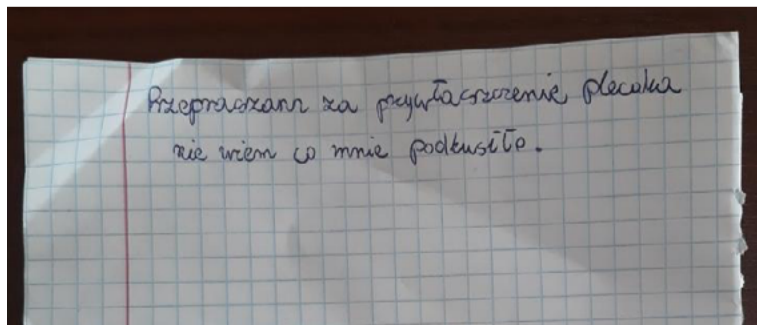 Przepraszam za przywłaszczenie plecaka
nie wiem co mnie podkusiło.